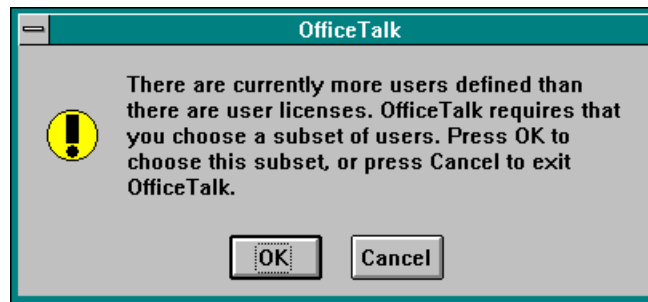 OfficeTalk
There are currently more users defined than
there are user licenses. OfficeTalk requires that
you choose a subset of users. Press OK to
choose this subset, or press Cancel to exit
OfficeTalk.
OK
Cancel